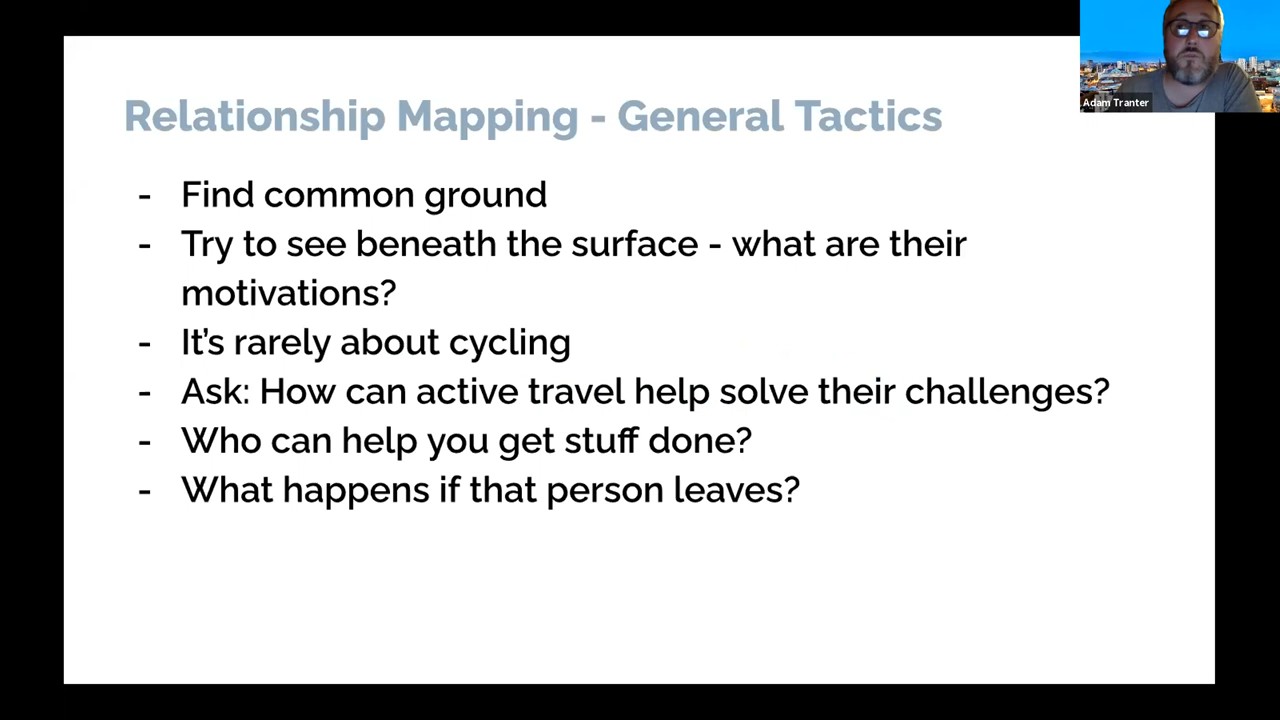 Adam Tranter
Relationship Mapping - General Tactics
- Find common ground
- Try to see beneath the surface - what are their
motivations?
- It’s rarely about cycling
- Ask: How can active travel help solve their challenges?
- Who can help you get stuff done?
- What happens if that person leaves?